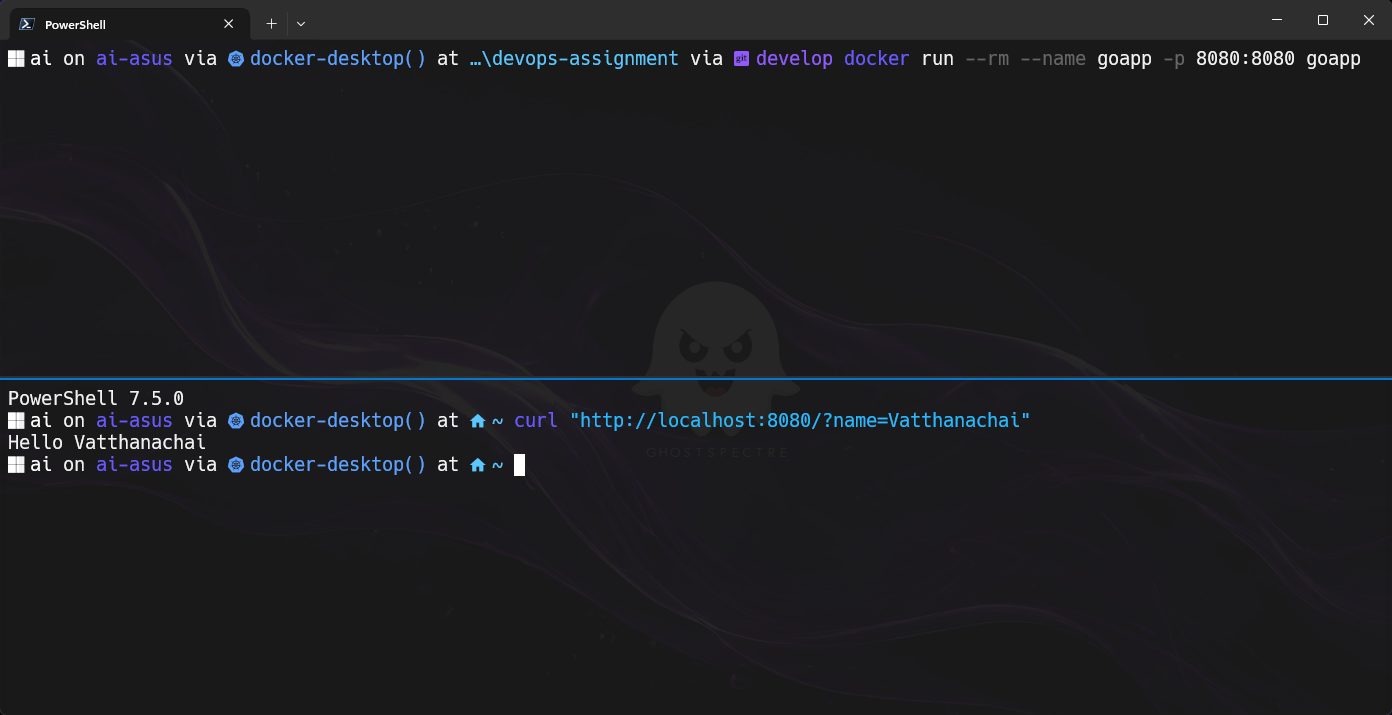 PowerShell
ai on ai-asus via docker-desktop() at …\devops-assignment via git develop docker run --rm --name goapp -p 8080:8080 goapp
GHOSTSPECTRE
PowerShell 7.5.0
ai on ai-asus via docker-desktop() at ~ curl "http://localhost:8080/?name=Vatthanachai"
Hello Vatthanachai
ai on ai-asus via docker-desktop() at ~